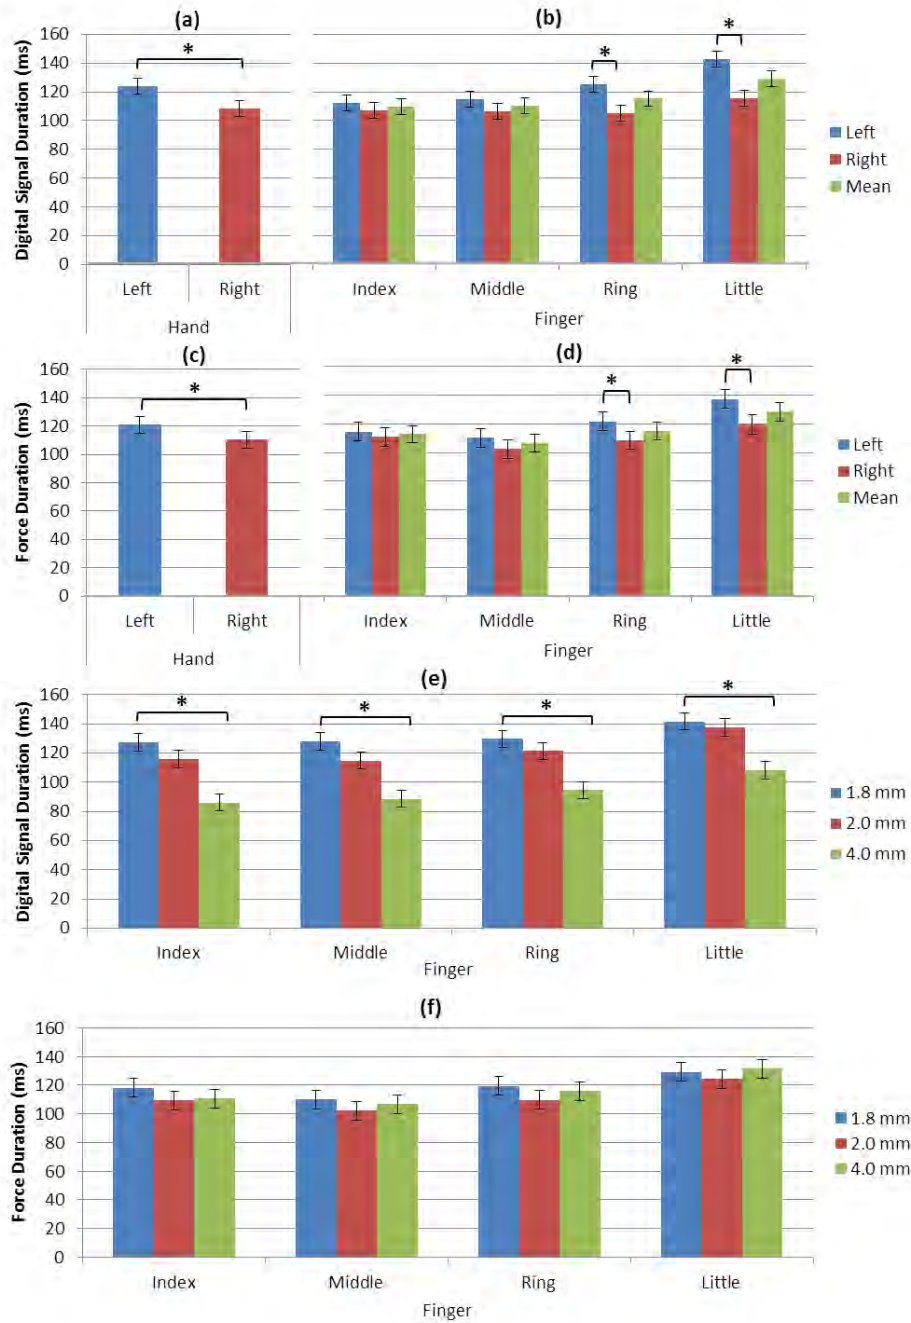 (a)
(b)
Digital Signal Duration (ms)
160
140
120
100
80
60
40
20
0
*
*
*
Left
Right
Hand
Index
Middle
Ring
Little
Finger
Left
Right
Mean
(c)
(d)
Force Duration (ms)
160
140
120
100
80
60
40
20
0
*
*
*
Left
Right
Hand
Index
Middle
Ring
Little
Finger
Left
Right
Mean
(e)
Digital Signal Duration (ms)
160
140
120
100
80
60
40
20
0
*
*
*
*
Index
Middle
Ring
Little
Finger
1.8 mm
2.0 mm
4.0 mm
(f)
Force Duration (ms)
160
140
120
100
80
60
40
20
0
Index
Middle
Ring
Little
Finger
1.8 mm
2.0 mm
4.0 mm